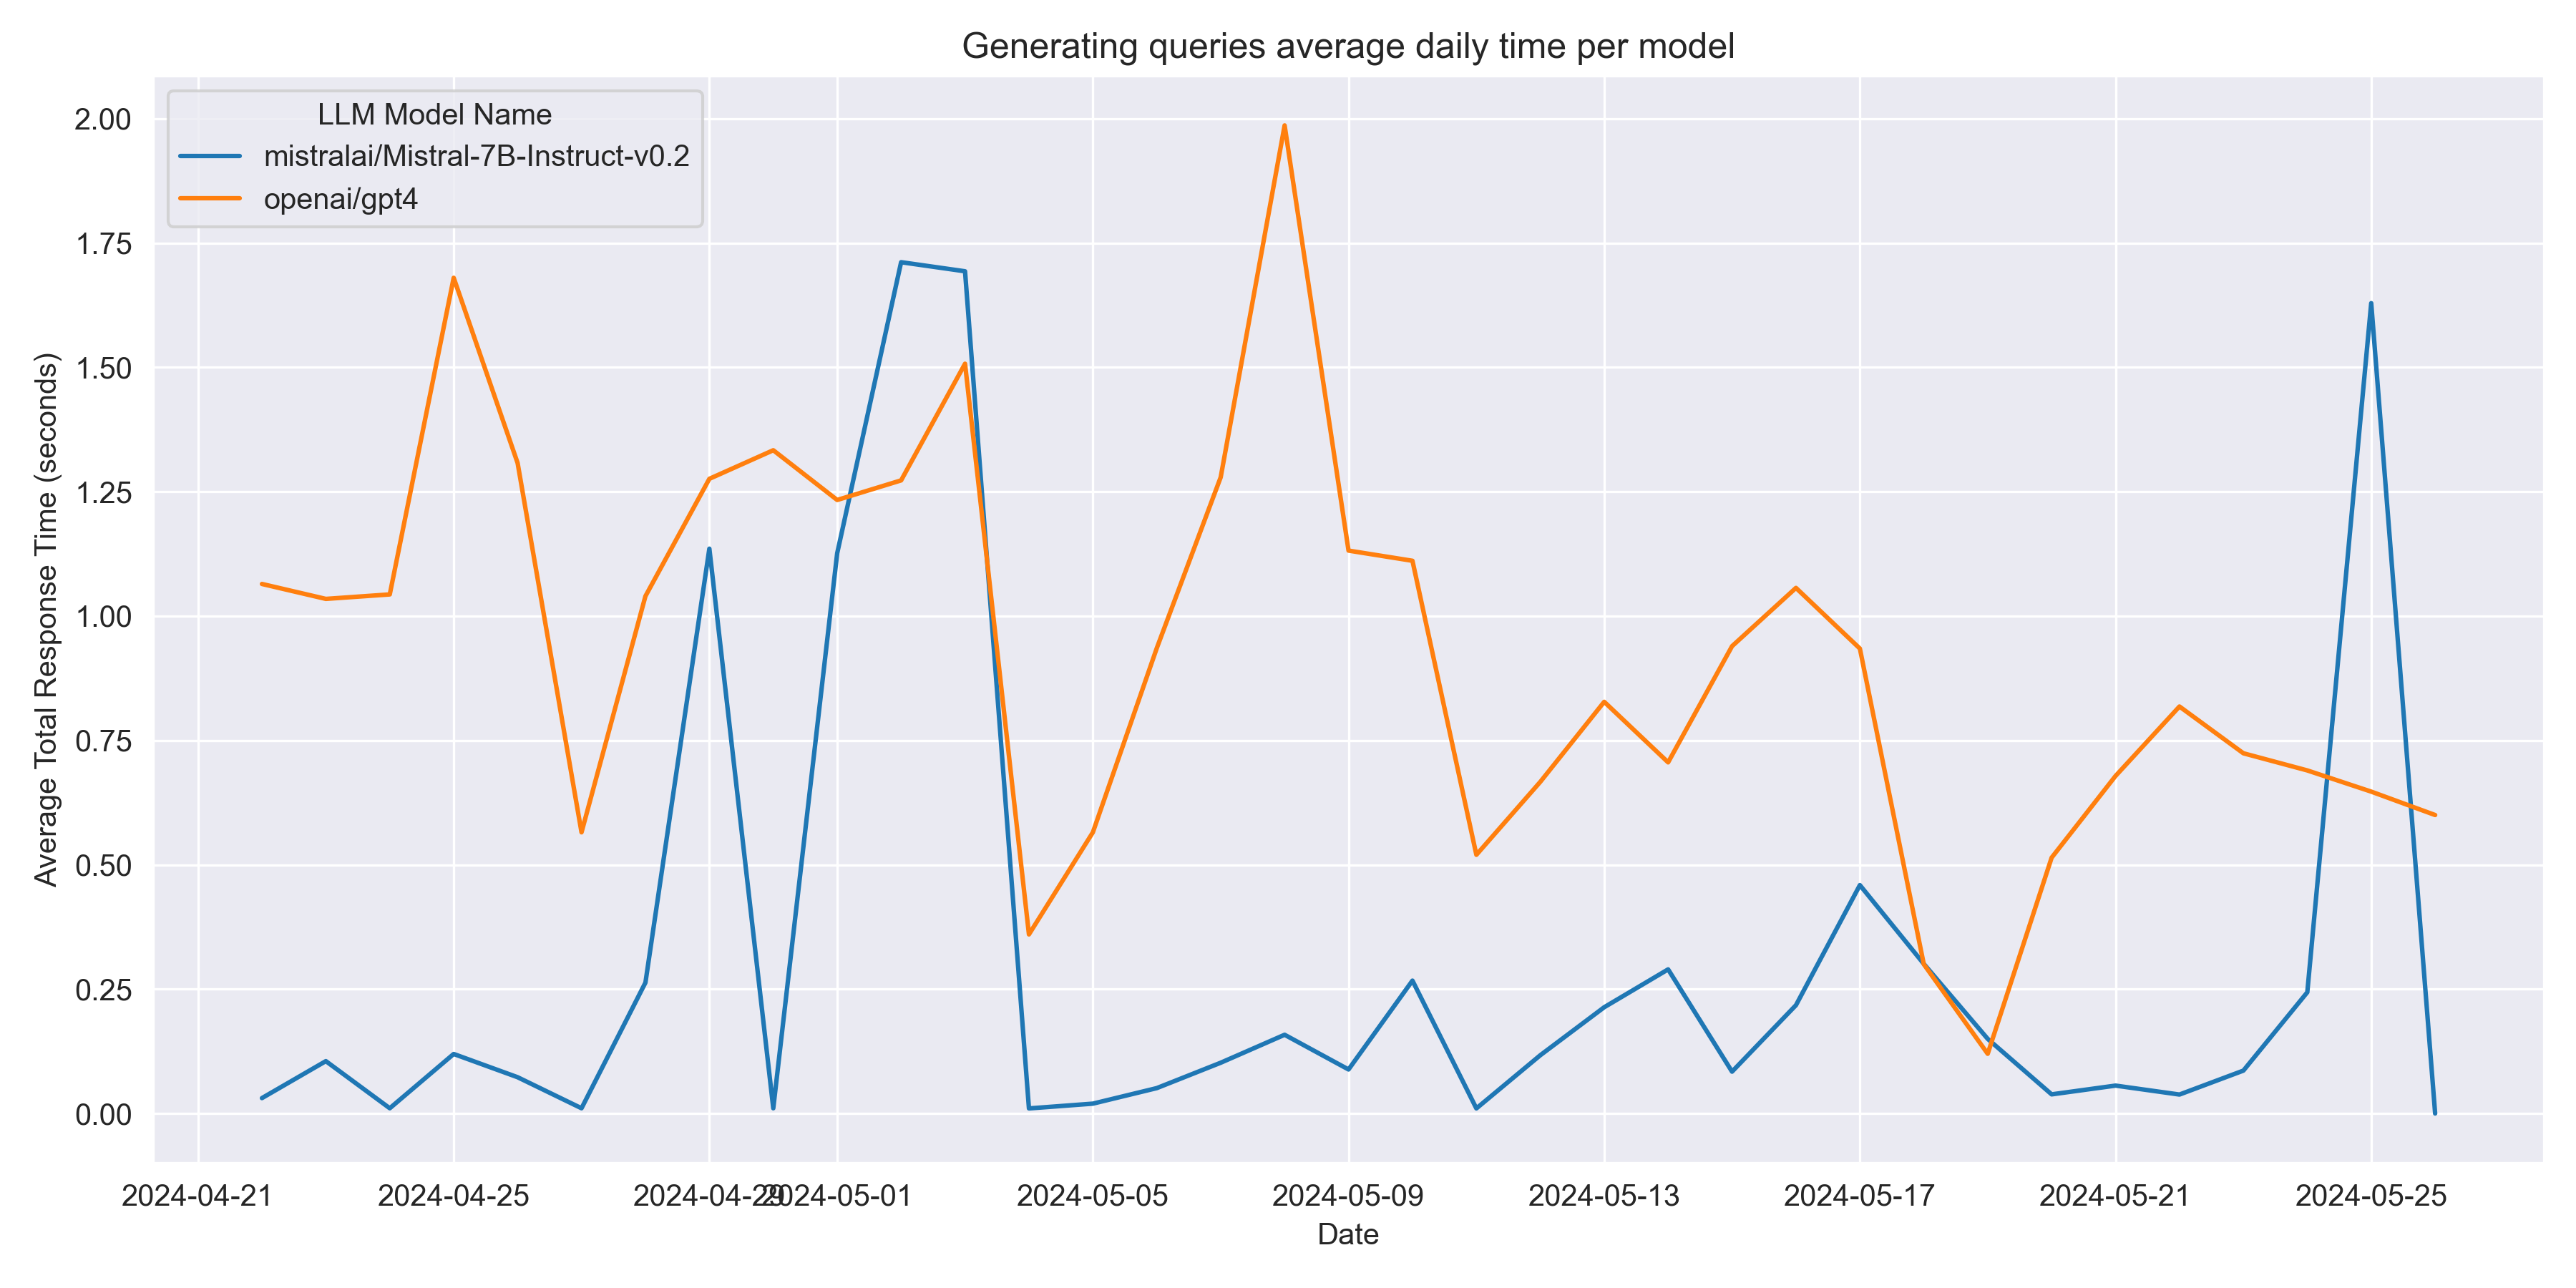 Generating queries average daily time per model
LLM Model Name
mistralai/Mistral-7B-Instruct-v0.2
openai/gpt4
Average Total Response Time (seconds)
2.00
1.75
1.50
1.25
1.00
0.75
0.50
0.25
0.00
2024-04-21 2024-04-25 2024-04-29 2024-05-01 2024-05-05 2024-05-09 2024-05-13 2024-05-17 2024-05-21 2024-05-25
Date